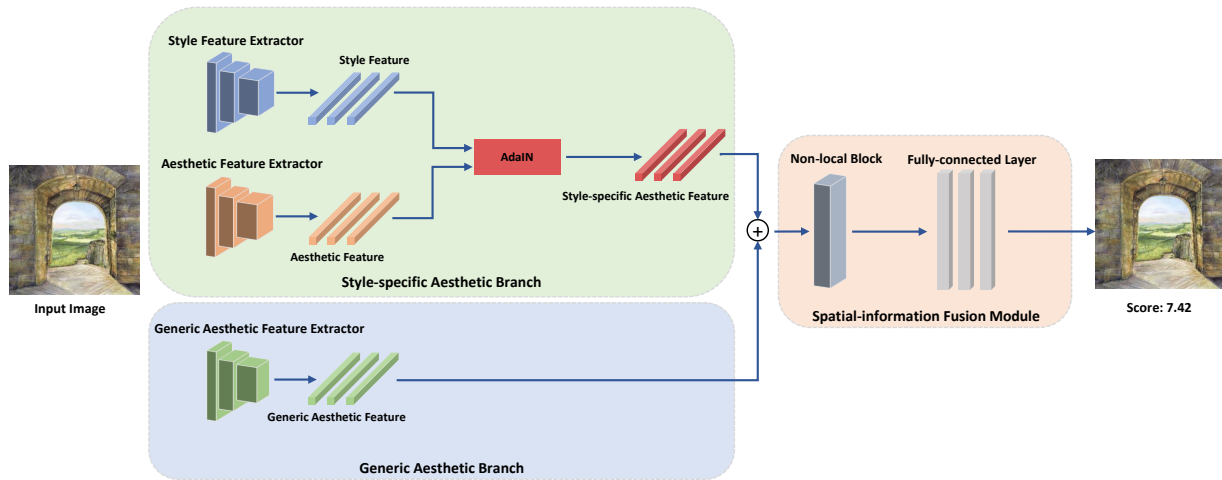 Style Feature Extractor
Style Feature
Aesthetic Feature Extractor
AdaIN
Aesthetic Feature
Style-specific Aesthetic Feature
Style-specific Aesthetic Branch
Input Image
Generic Aesthetic Feature Extractor
Generic Aesthetic Feature
Generic Aesthetic Branch
+
Non-local Block
Fully-connected Layer
Spatial-information Fusion Module
Score: 7.42